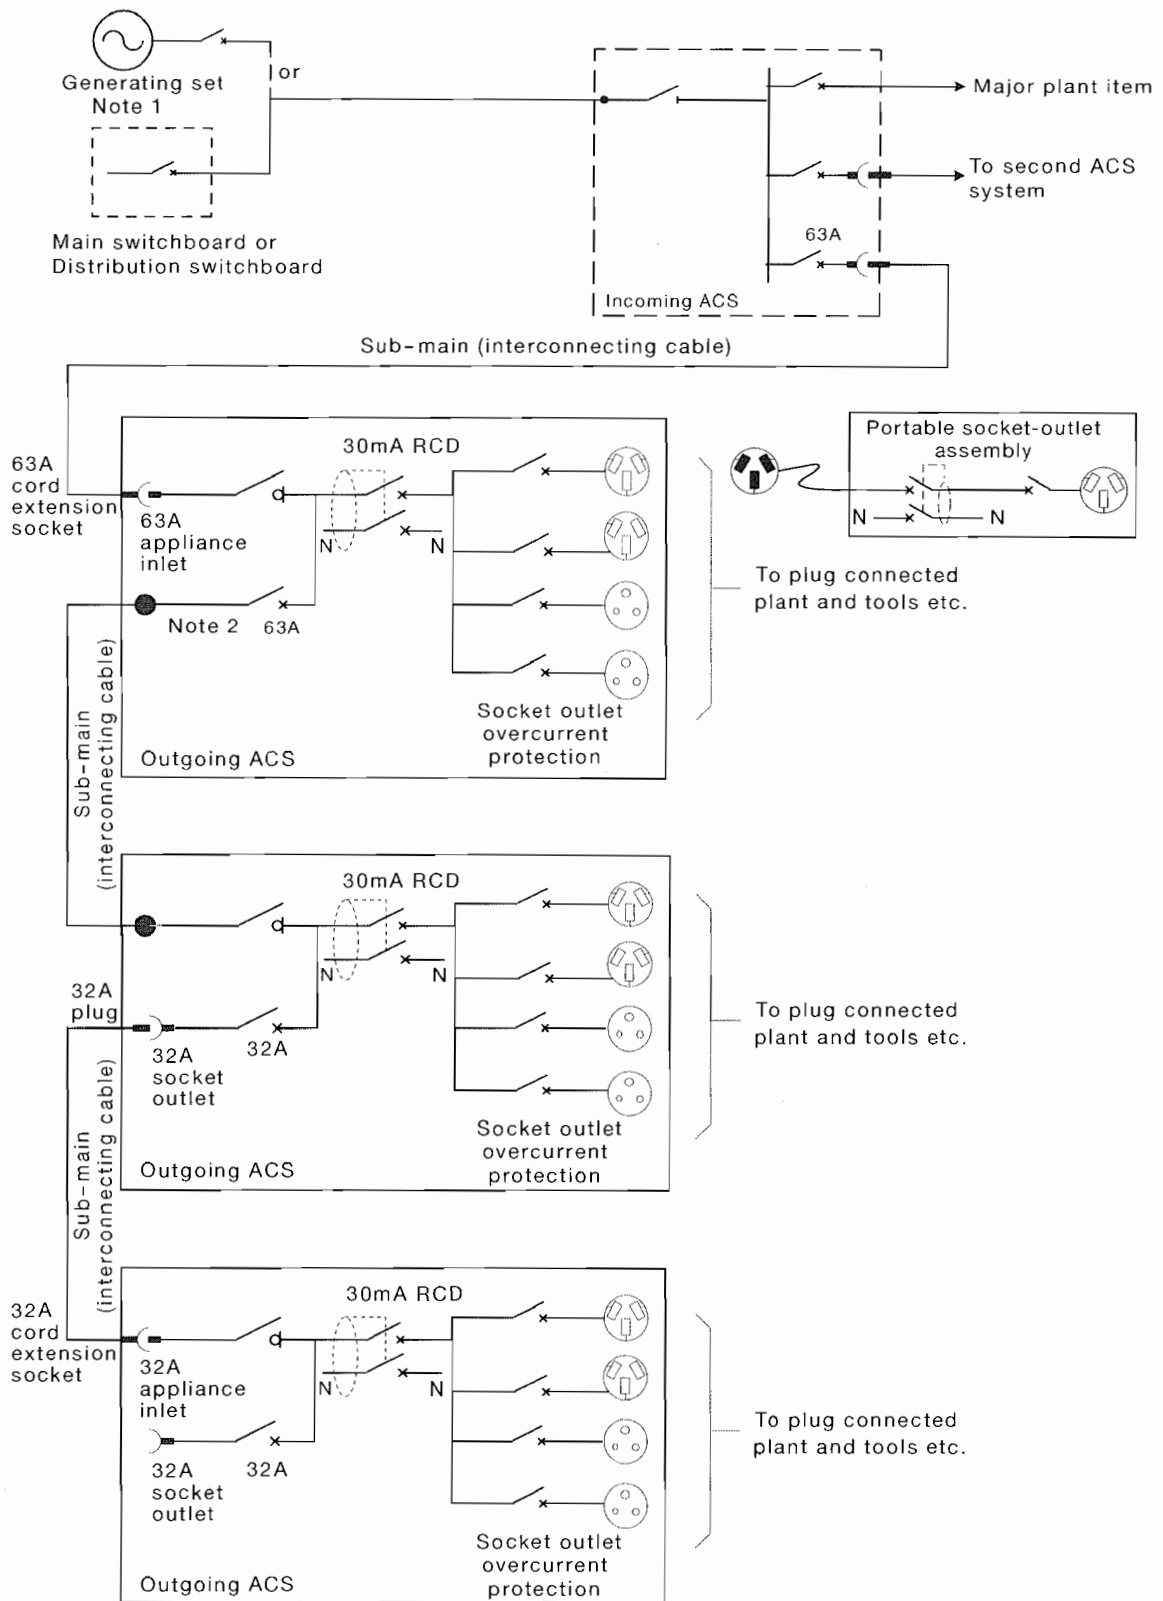 or
Generating set
Note 1
Major plant item
To second ACS
system
63A
Main switchboard or
Distribution switchboard
Incoming ACS
Sub-main (interconnecting cable)
30mA RCD
Portable socket-outlet
assembly
63A
cord
extension
socket
63A
appliance
inlet
N
N
N
N
To plug connected
plant and tools etc.
Note 2
63A
Sub-main
(interconnecting cable)
Socket outlet
overcurrent
protection
Outgoing ACS
30mA RCD
N
N
32A
plug
32A
socket
outlet
32A
To plug connected
plant and tools etc.
Sub-main
(interconnecting cable)
Socket outlet
overcurrent
protection
Outgoing ACS
30mA RCD
32A
cord
extension
socket
32A
appliance
inlet
N
N
To plug connected
plant and tools etc.
32A
socket
outlet
32A
Socket outlet
overcurrent
protection
Outgoing ACS